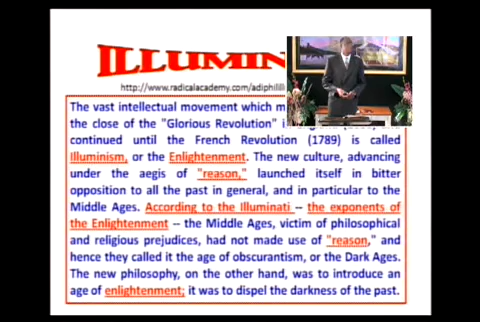 ILLUMIN
http://www.radicalacademy.com/adiphilill
The vast intellectual movement which m
the close of the "Glorious Revolution" i
continued until the French Revolution (1789) is called
Illuminism, or the Enlightenment. The new culture, advancing
under the aegis of "reason," launched itself in bitter
opposition to all the past in general, and in particular to the
Middle Ages. According to the Illuminati -- the exponents of
the Enlightenment -- the Middle Ages, victim of philosophical
and religious prejudices, had not made use of "reason," and
hence they called it the age of obscurantism, or the Dark Ages.
The new philosophy, on the other hand, was to introduce an
age of enlightenment; it was to dispel the darkness of the past.